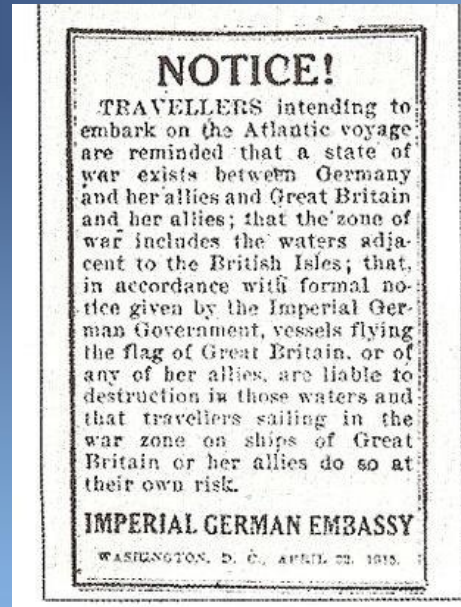 NOTICE!
TRAVELLERS intending to
embark on the Atlantic voyage
are reminded that a state of
war exists between Germany
and her allies and Great Britain
and her allies; that the zone of
war includes the waters adja-
cent to the British Isles; that,
in accordance with formal no-
tice given by the Imperial Ger-
man Government, vessels flying
the flag of Great Britain, or of
any of her allies, are liable to
destruction in those waters and
that travellers sailing in the
war zone on ships of Great
Britain or her allies do so at
their own risk.
IMPERIAL GERMAN EMBASSY
WASHINGTON, D. C., APRIL 22, 1915.